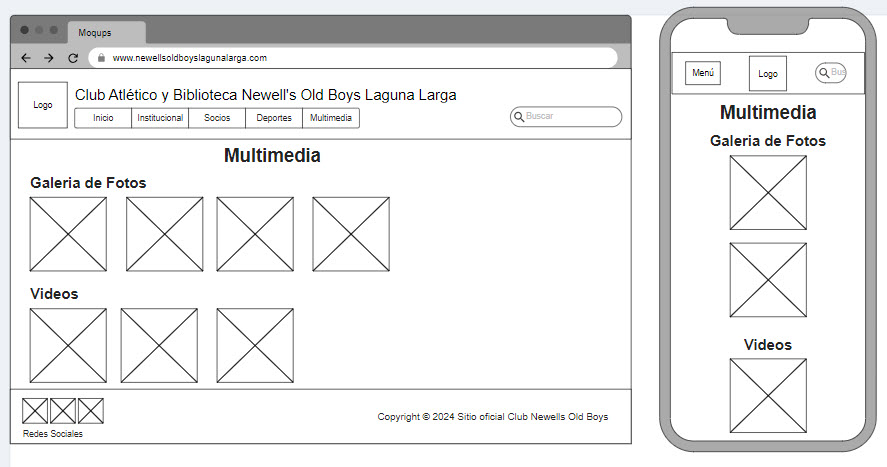 Moqups
www.newellsoldboyslagunalarga.com
Logo
Club Atlético y Biblioteca Newell's Old Boys Laguna Larga
Inicio Institucional Socios Deportes Multimedia
Buscar
Multimedia
Galeria de Fotos
Videos
Redes Sociales
Copyright © 2024 Sitio oficial Club Newells Old Boys
Menú
Logo
Bus
Multimedia
Galeria de Fotos
Videos